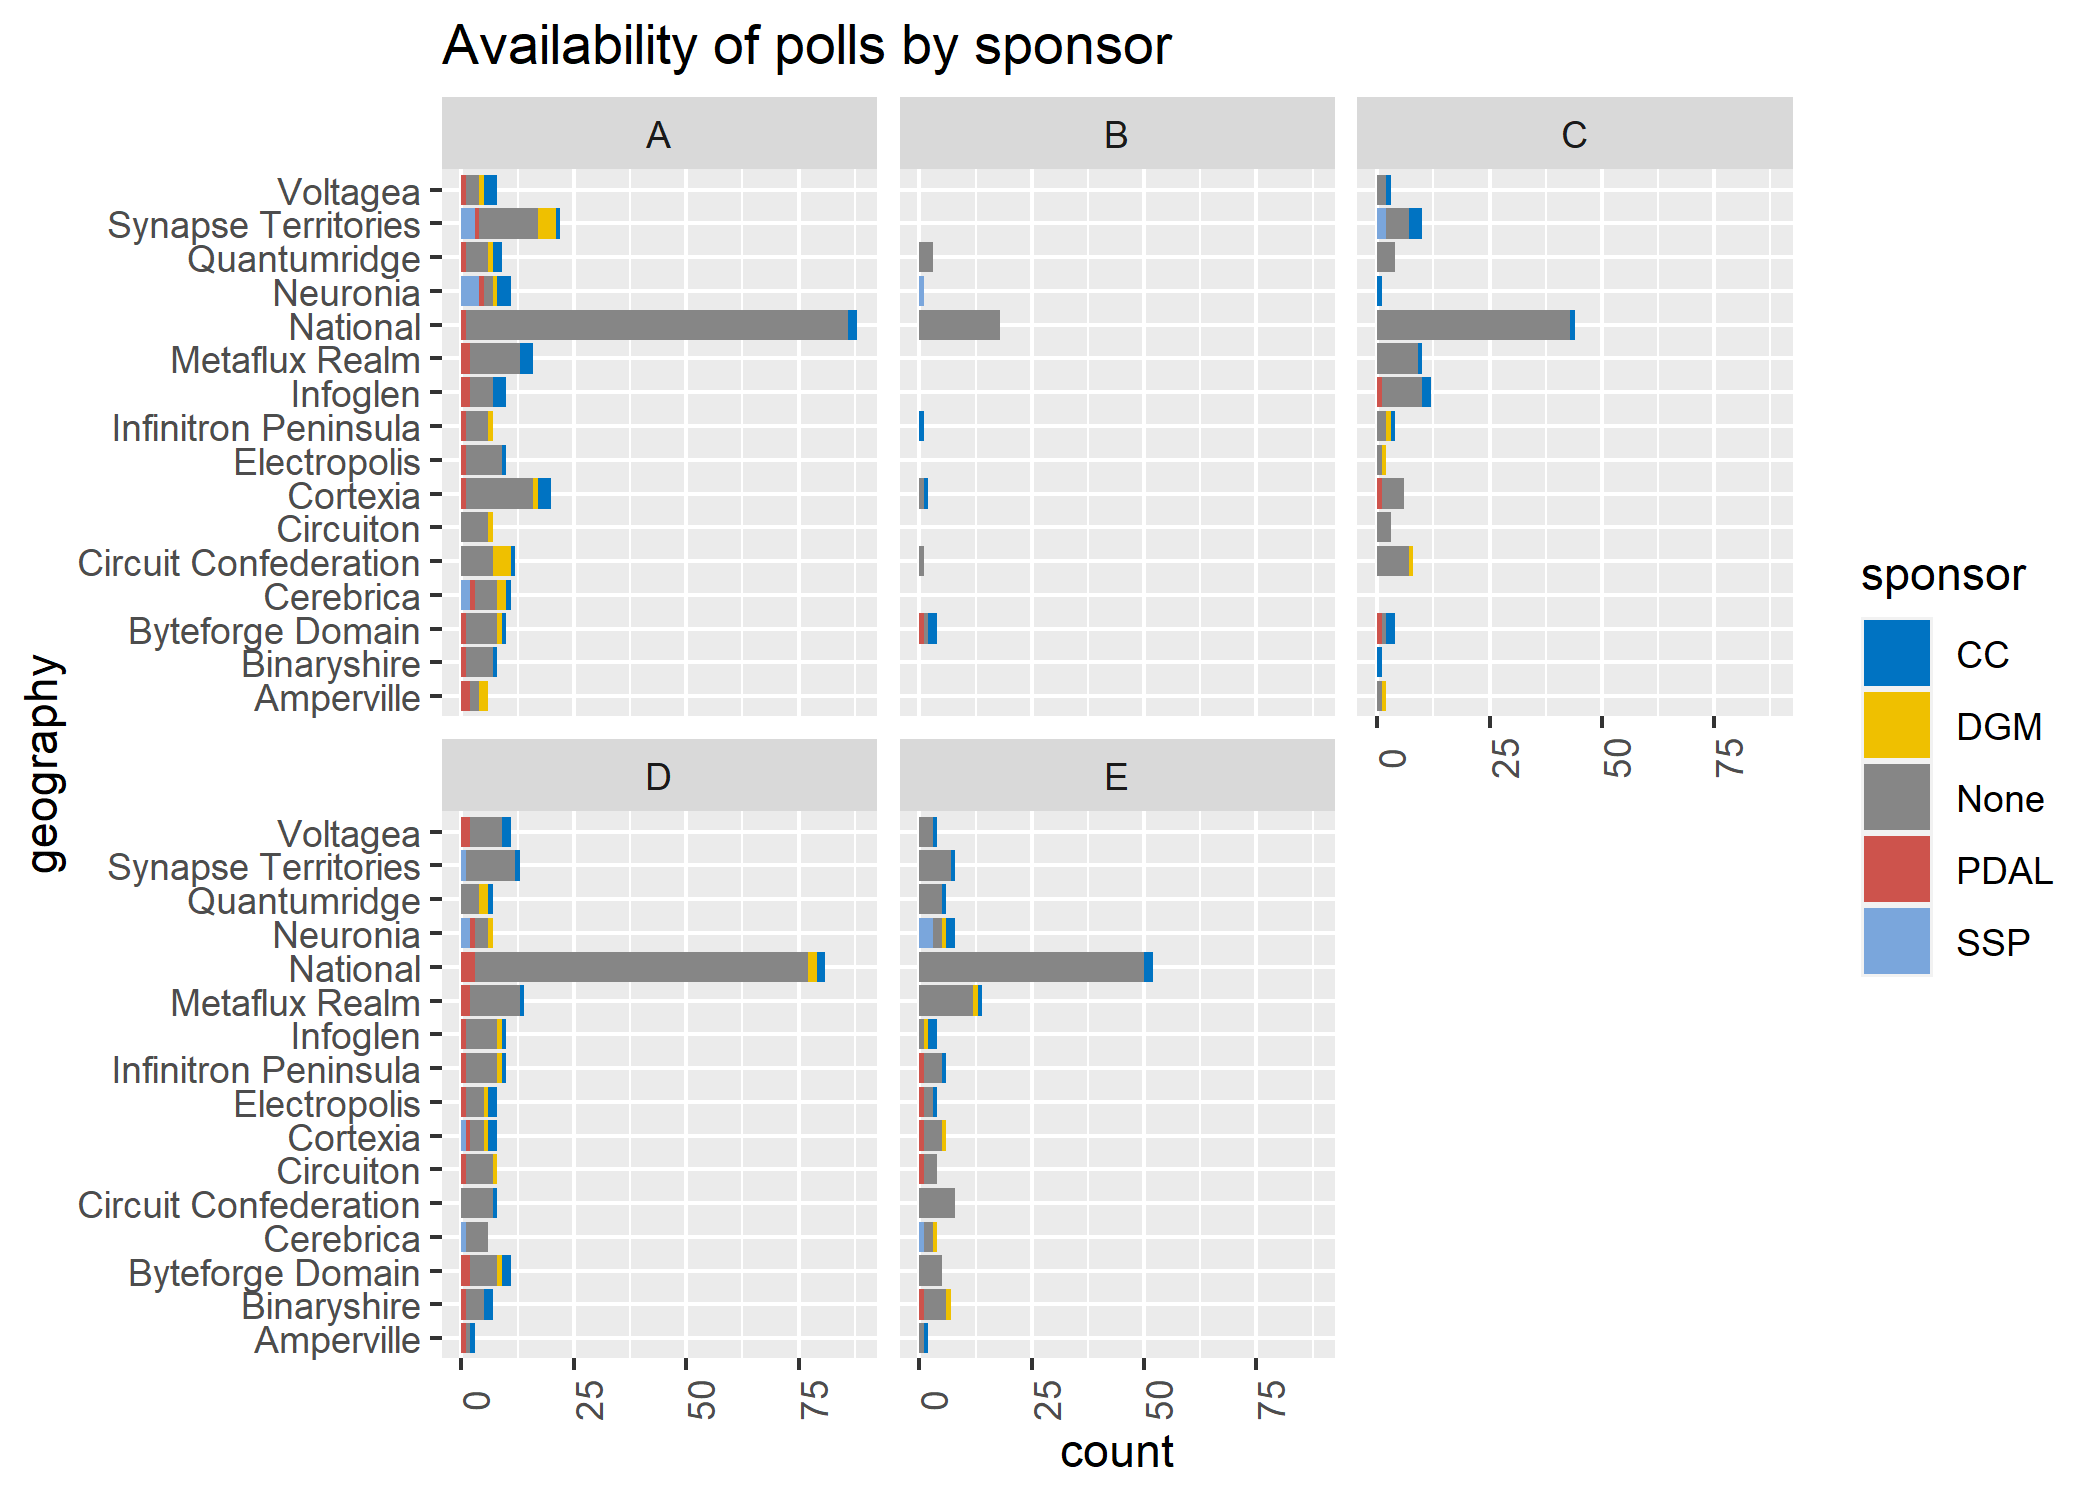 Availability of polls by sponsor
A
B
C
Voltagea
Synapse Territories
Quantumridge
Neuronia
National
Metaflux Realm
Infoglen
Infinitron Peninsula
Electropolis
Cortexia
Circuiton
Circuit Confederation
Cerebrica
Byteforge Domain
Binaryshire
Amperville
0
25
50
75
D
E
Voltagea
Synapse Territories
Quantumridge
Neuronia
National
Metaflux Realm
Infoglen
Infinitron Peninsula
Electropolis
Cortexia
Circuiton
Circuit Confederation
Cerebrica
Byteforge Domain
Binaryshire
Amperville
0
25
50
75
0
25
50
75
count
geography
sponsor
CC
DGM
None
PDAL
SSP